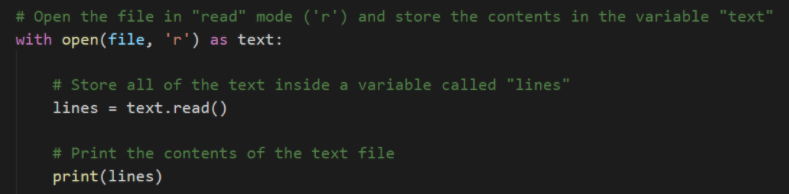 # Open the file in "read" mode ('r') and store the contents in the variable "text"
with open(file, 'r') as text:
# Store all of the text inside a variable called "lines"
lines = text.read()
# Print the contents of the text file
print(lines)